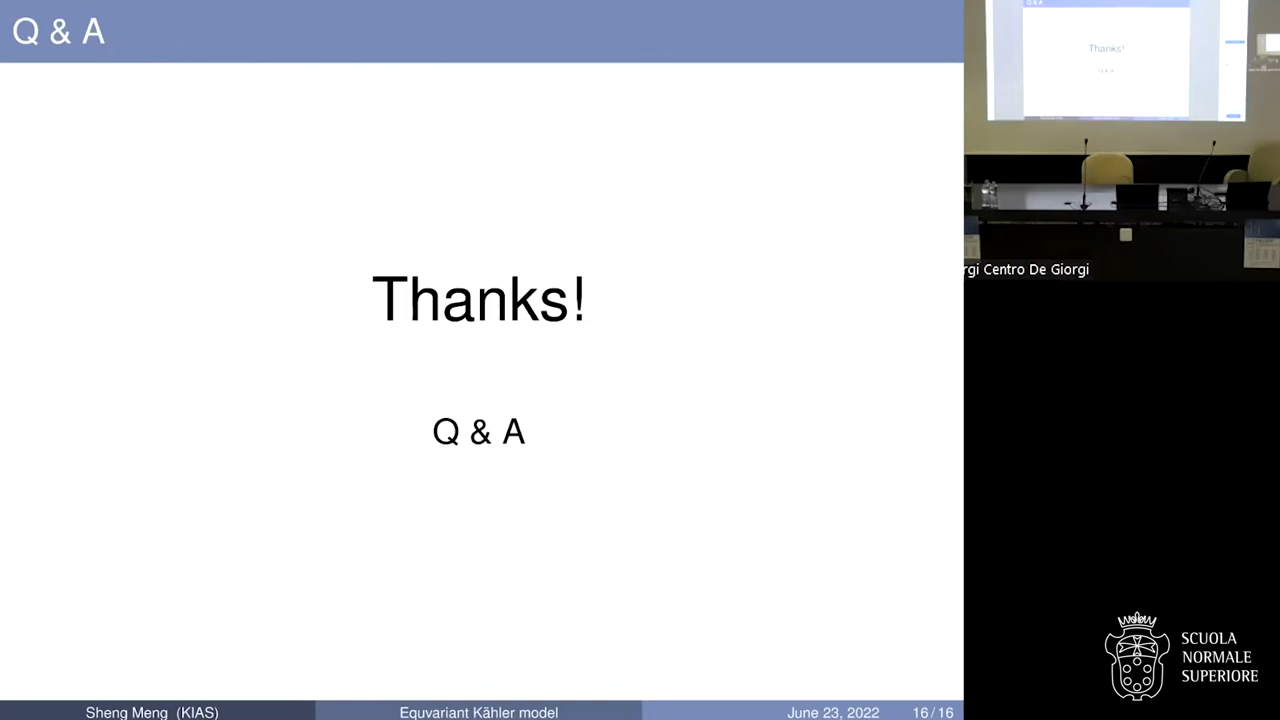 Q & A
Thanks!
Q & A
Sheng Meng (KIAS)
Equvariant Kähler model
June 23, 2022
16 / 16
Q & A
Thanks!
Q & A
rgi Centro De Giorgi
SCUOLA
NORMALE
SUPERIORE